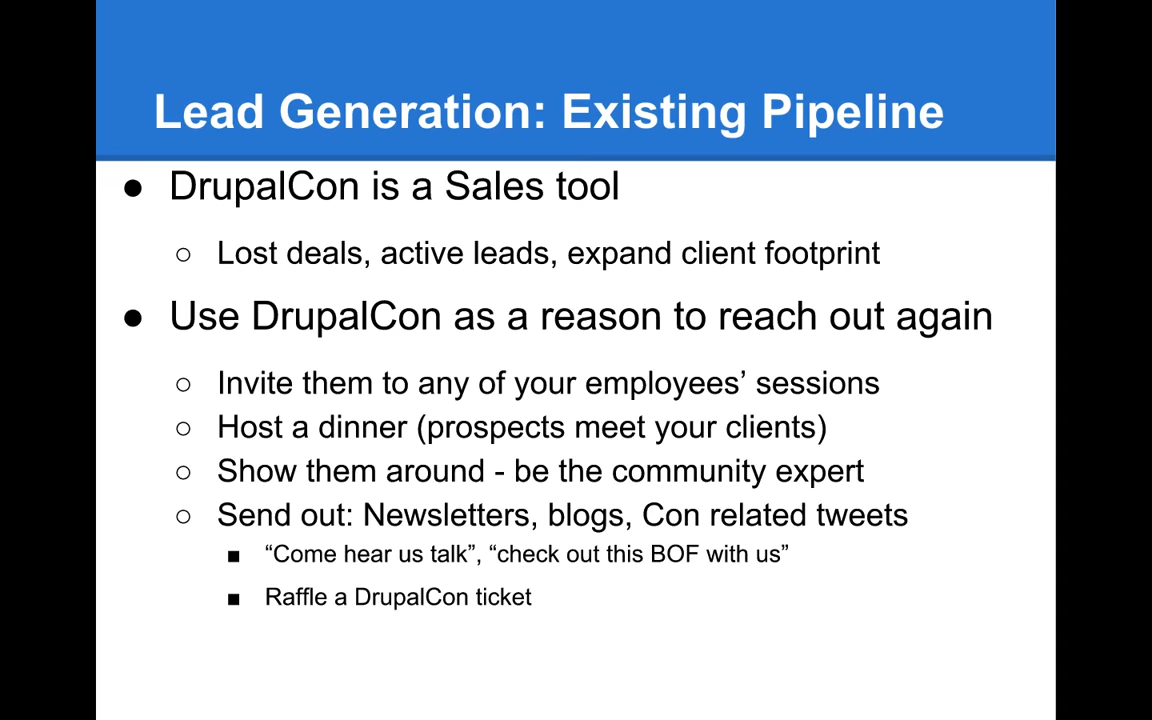 Lead Generation: Existing Pipeline
● DrupalCon is a Sales tool
○ Lost deals, active leads, expand client footprint
● Use DrupalCon as a reason to reach out again
○ Invite them to any of your employees’ sessions
○ Host a dinner (prospects meet your clients)
○ Show them around - be the community expert
○ Send out: Newsletters, blogs, Con related tweets
■ “Come hear us talk”, “check out this BOF with us”
■ Raffle a DrupalCon ticket